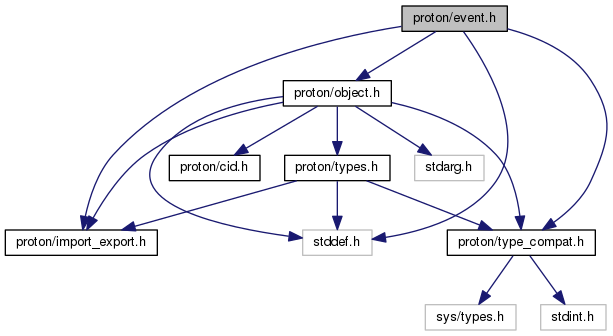 proton/event.h
proton/object.h
proton/cid.h
proton/types.h
stdarg.h
proton/import_export.h
stddef.h
proton/type_compat.h
sys/types.h
stdint.h